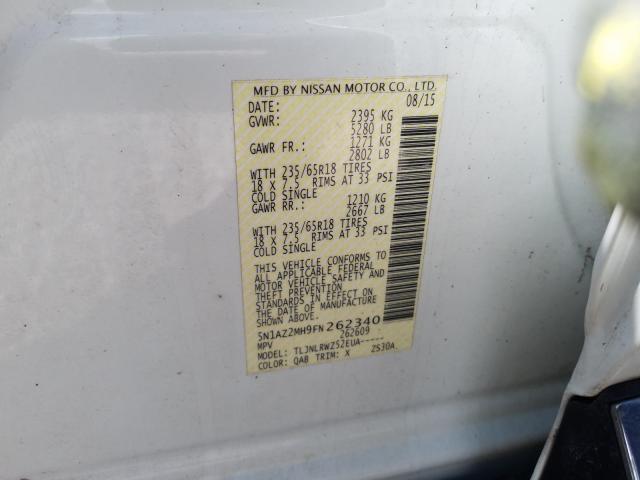 MFD BY NISSAN MOTOR CO., LTD.
DATE: 08/15
GVWR: 2395 KG
5280 LB
GAWR FR.: 1271 KG
2802 LB
WITH 235/65R18 TIRES
18 X 7.5 RIMS AT 33 PSI
COLD SINGLE
GAWR RR.: 1210 KG
2667 LB
WITH 235/65R18 TIRES
18 X 7.5 RIMS AT 33 PSI
COLD SINGLE
THIS VEHICLE CONFORMS TO
ALL APPLICABLE FEDERAL
MOTOR VEHICLE SAFETY AND
THEFT PREVENTION
STANDARDS IN EFFECT ON
THE DATE OF MANUFACTURE
SHOWN ABOVE.
5N1AZ2MH9FN262340
MPV 262609
MODEL: TLJNLRWZ52EUA-----
COLOR: QAB TRIM: X ZS30A